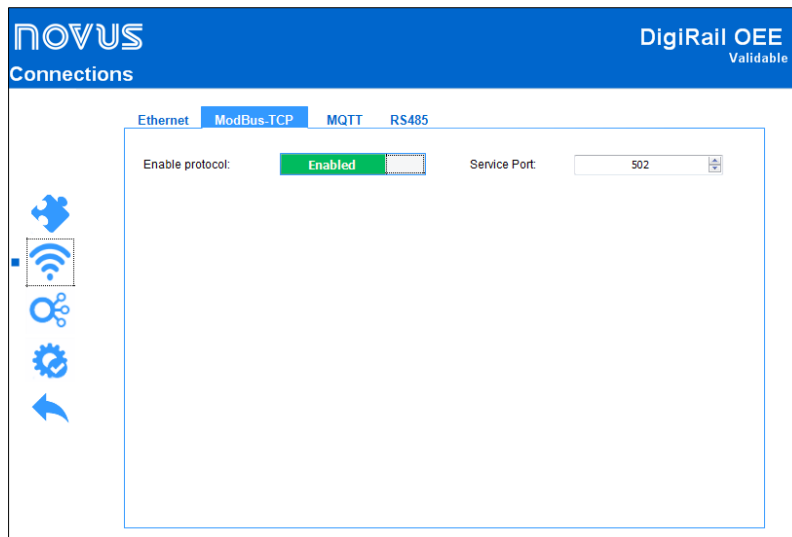 NOVUS
DigiRail OEE
Validable
Connections
Ethernet ModBus-TCP MQTT RS485
Enable protocol: Enabled Service Port: 502